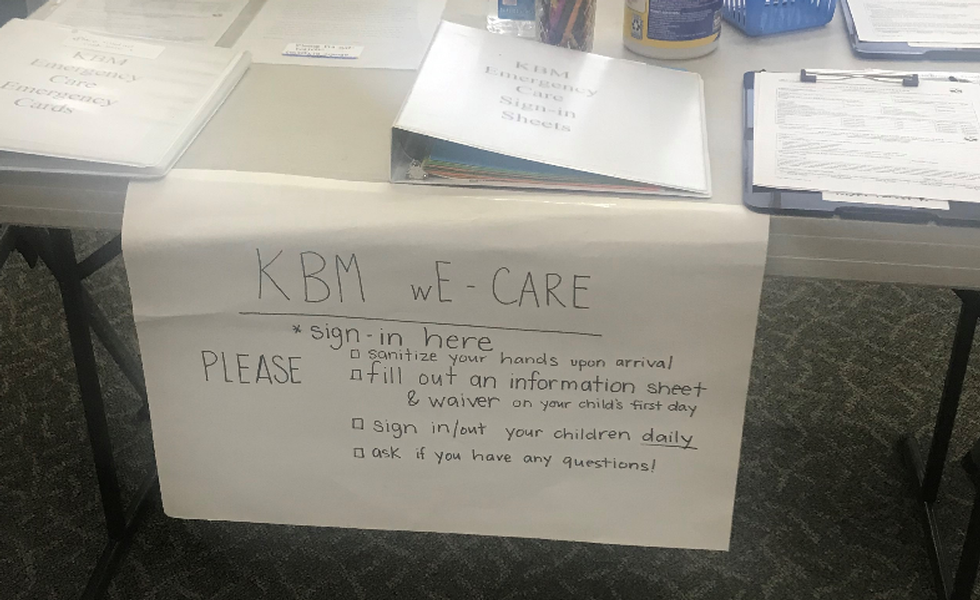 KBM
Emergency
Care
Emergency
Cards
KBM
Emergency
Care
Sign-in
Sheets
KBM WE-CARE
* sign-in here
PLEASE
□ sanitize your hands upon arrival
□ fill out an information sheet
& waiver on your child's first day
□ sign in/out your children daily
□ ask if you have any questions!